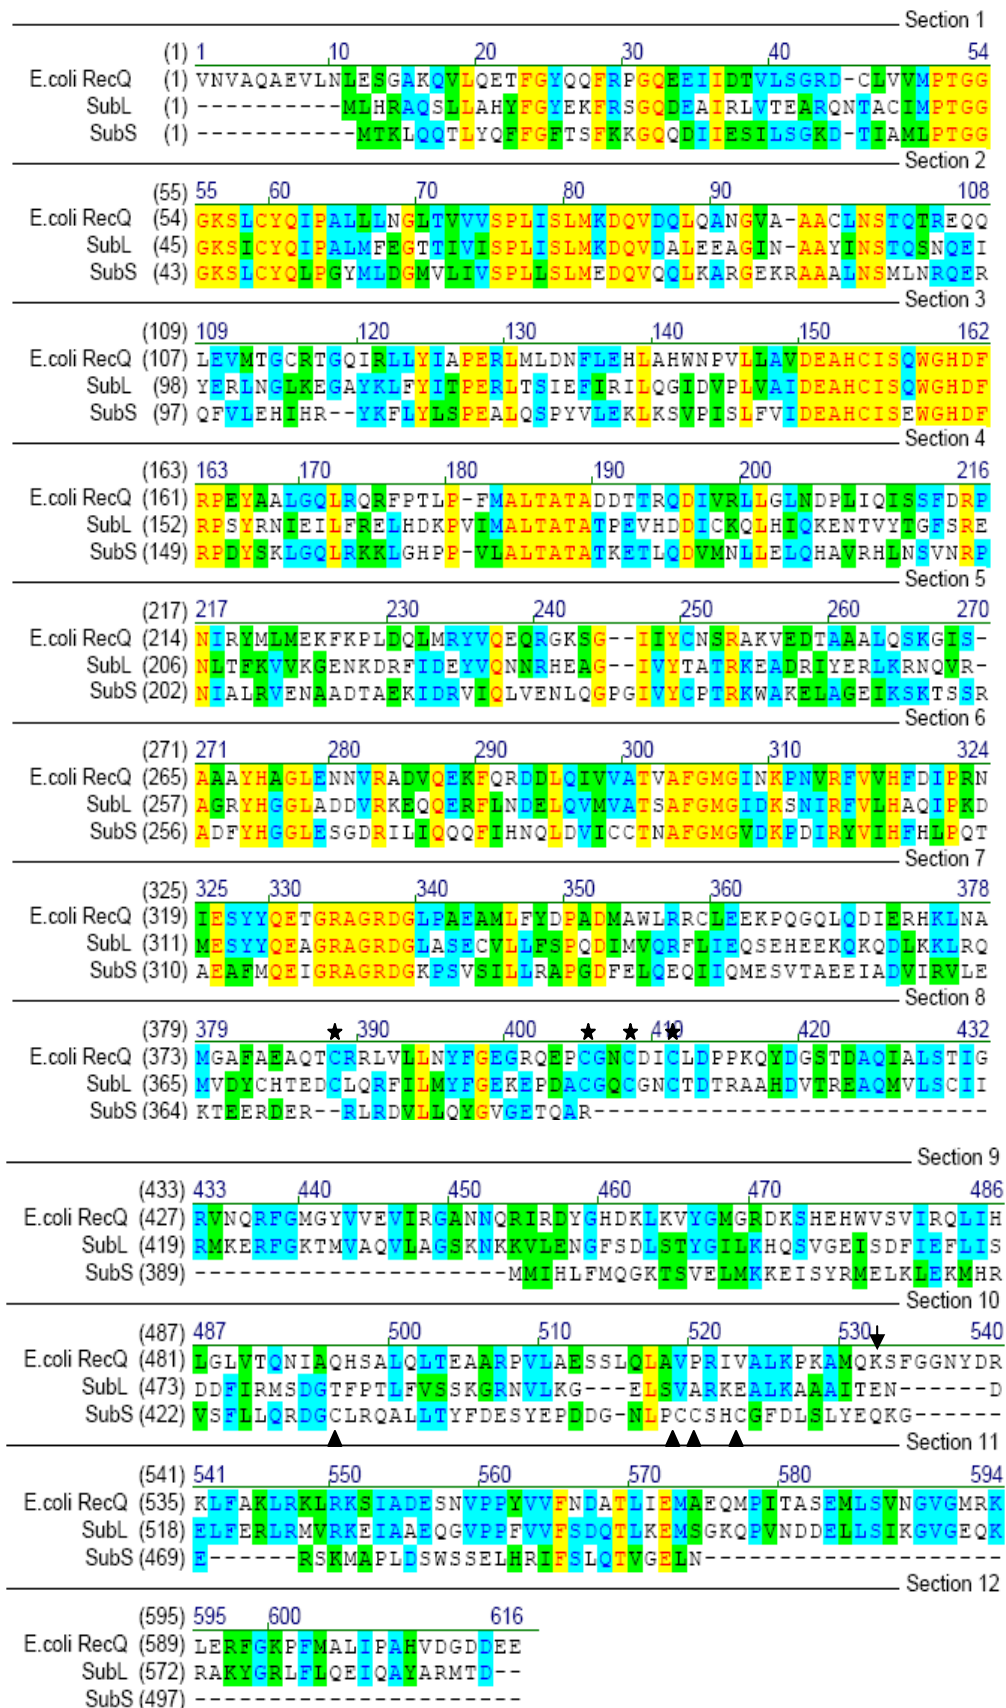 Section 1
(1) 1 10 20 30 40 54
E.coli RecQ (1) VNVAQAEVLNLESGAKQVLQETFGYQQFRPGQEEIIDTVLSGRD-CLVVMPTGG
SubL (1) ----------MLHRAQSLLAHYFGYEKFRSGQDEAIRLVTEARQNTACIMPTGG
SubS (1) -----------MTKLQQTLYQFFGFTSFKKGQQDIIESILSGKD-TIAMLPTGG
Section 2
(55) 55 60 70 80 90 108
E.coli RecQ (54) GKSLCYQIPALLLNGLTVVVSPLISLMKDQVDQLQANGVA-AACLNSTQTREQQ
SubL (45) GKSICYQIPALMFEGTTIVISPLISLMKDQVDALEEAGIN-AAYINSTQSNQEI
SubS (43) GKSLCYQLPGYMLDGMVLIVSPLLSLMEDQVQQLKARGEKRAAALNSMLNRQER
Section 3
(109) 109 120 130 140 150 162
E.coli RecQ (107) LEVMTGCRTGQIRLLYIAPERLMLDNFLEHLAHWNPVLLAVDEAHCISQWGHDF
SubL (98) YERLNGLKEGAYKLFYITPERLTSIEFIRILQGIDVPLVAIDEAHCISQWGHDF
SubS (97) QFVLEHIHR--YKFLYLSPEALQSPYVLEKLKSVPISLFVIDEAHCISEWGHDF
Section 4
(163) 163 170 180 190 200 216
E.coli RecQ (161) RPEYAALGQLRQRFPTLP-FMALTATADDTTRQDIVRLLGLNDPLIQISSFDRP
SubL (152) RPSYRNIEILFRELHDKPVIMALTATATPEVHDDICKQLHIQKENTVYTGFSRE
SubS (149) RPDYSKLGQLRKKLGHPP-VLALTATATKETLQDVMNLLELQHAVRHLNSVNRP
Section 5
(217) 217 230 240 250 260 270
E.coli RecQ (214) NIRYMLMEKFKPLDQLMRYVQEQRGKSG--IIYCNSRAKVEDTAAALQSKGIS-
SubL (206) NLTFKVVKGENKDRFIDEYVQNNRHEAG--IVYTATRKEADRIYERLKRNQVR-
SubS (202) NIALRVENAADTAEKIDRVIQLVENLQGPGIVYCPTRKWAKELAGEIKSKTSSR
Section 6
(271) 271 280 290 300 310 324
E.coli RecQ (265) AAAYHAGLENNVRADVQEKFQRDDLQIVVATVAFGMGINKPNVRFVVHFDIPRN
SubL (257) AGRYHGGLADDVRKEQQERFLNDELQVMVATSAFGMGIDKSNIRFVLHAQIPKD
SubS (256) ADFYHGGLESGDRILIQQQFIHNQLDVICCTNAFGMGVDKPDIRYVIHFHLPQT
Section 7
(325) 325 330 340 350 360 378
E.coli RecQ (319) IESYYQETGRAGRDGLPAEAMLFYDPADMAWLRRCLEEKPQGQLQDIERHKLNA
SubL (311) MESYYQEAGRAGRDGLASECVLLFSPQDIMVQRFLIEQSEHEEKQKQDLKKLRQ
SubS (310) AEAFMQEIGRAGRDGKPSVSILLRAPGDFELQEQIIQMESVTAEEIADVIRVLE
Section 8
(379) 379 390 400 410 420 432
E.coli RecQ (373) MGAFAEAQTCRRLVLLNYFGEGRQEPCGNCDICLDPPKQYDGSTDAQIALSTIG
SubL (365) MVDYCHTEDCLQRFILMYFGEKEPDACGQCGNCTDTRAAHDVTREAQMVLSCII
SubS (364) KTEERDER--RLRDVLLQYGVGETQAR---------------------------
Section 9
(433) 433 440 450 460 470 486
E.coli RecQ (427) RVNQRFGMGYVVEVIRGANNQRIRDYGHDKLKVYGMGRDKSHEHWVSVIRQLIH
SubL (419) RMKERFGKTMVAQVLAGSKNKKVLENGFSDLSTYGILKHQSVGEISDFIEFLIS
SubS (389) ---------------------MMIHLFMQGKTSVELMKKEISYRMELKLEKMHR
Section 10
(487) 487 500 510 520 532 540
E.coli RecQ (481) LGLVTQNIAQHSALQLTEAARPVLAESSLQLAVPRIVALKPKAMQKSFGGNYDR
SubL (473) DDFIRMSDGTFPTLFVSSKGRNVLKG---ELSVARKEALKAAAITEN------D
SubS (422) VSFLLQRDGCLRQALLTYFDESYEPDDG-NLPCCSHCGFDLSLYEQKG------
Section 11
(541) 541 550 560 570 580 594
E.coli RecQ (535) KLFAKLRKLRKSIADESNVPPYVVFNDATLIEMAEQMPITASEMLSVNGVGMRK
SubL (518) ELFERLRMVRKEIAAEQGVPPFVVFSDQTLKEMSGKQPVNDDELLSIKGVGEQK
SubS (469) E------RSKMAPLDSWSSELHRIFSLQTVGELN--------------------
Section 12
(595) 595 600 616
E.coli RecQ (589) LERFGKPFMALIPAHVDGDDEE
SubL (572) RAKYGRLFLQEIQAYARMTD--
SubS (497) ----------------------